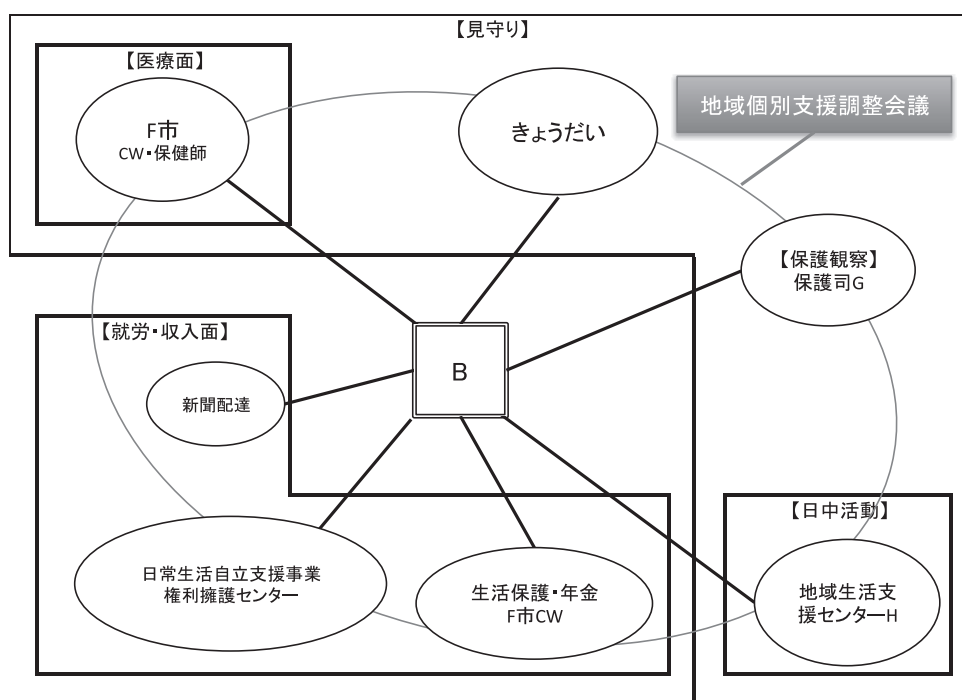 【見守り】
【医療面】
F市
CW・保健師
きょうだい
地域個別支援調整会議
【保護観察】
保護司G
【就労・収入面】
新聞配達
B
【日中活動】
日常生活自立支援事業
権利擁護センター
生活保護・年金
F市CW
地域生活支
援センターH